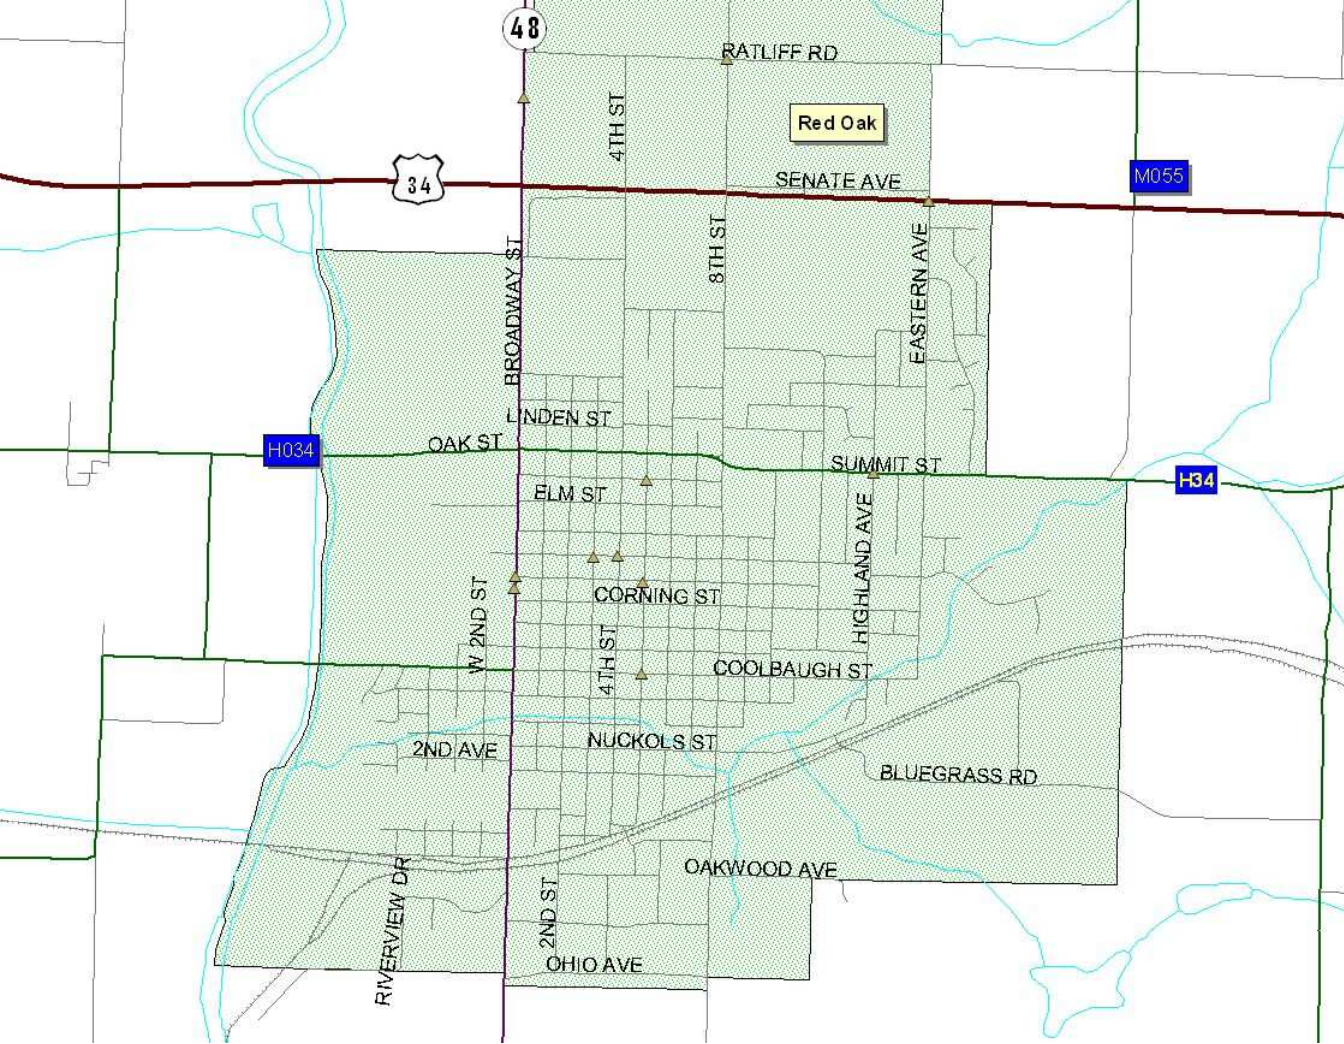 48
RATLIFF RD
4TH ST
Red Oak
34
SENATE AVE
M055
8TH ST
BROADWAY ST
EASTERN AVE
LINDEN ST
OAK ST
H034
SUMMIT ST
H34
ELM ST
HIGHLAND AVE
CORNING ST
W 2ND ST
4TH ST
COOLBAUGH ST
NUCKOLS ST
2ND AVE
BLUEGRASS RD
OAKWOOD AVE
RIVERVIEW DR
2ND ST
OHIO AVE